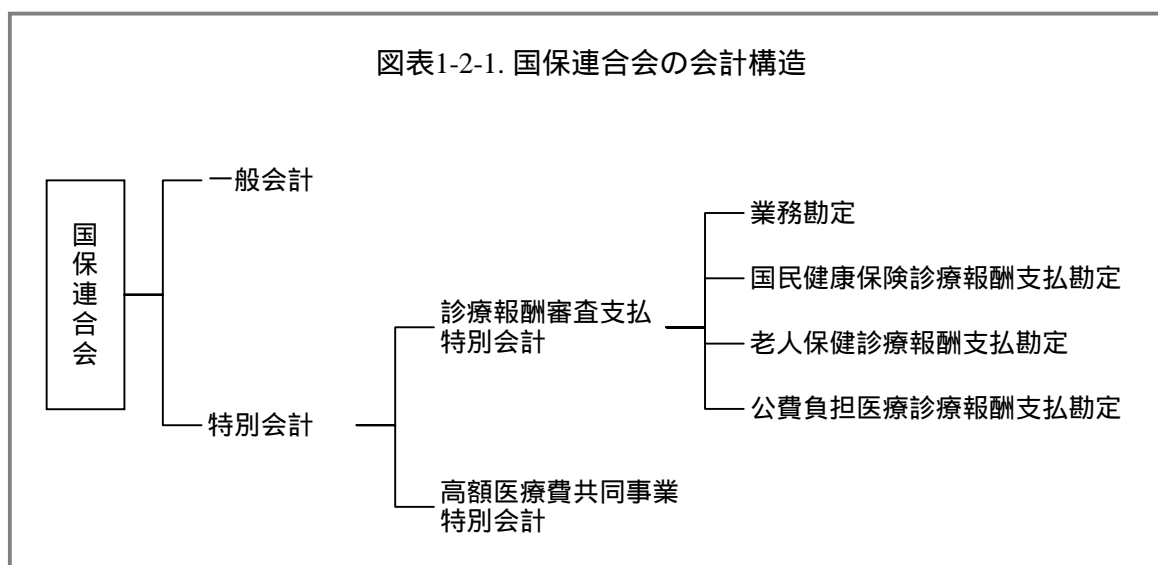 図表1-2-1. 国保連合会の会計構造
国保連合会
一般会計
特別会計
診療報酬審査支払
特別会計
高額医療費共同事業
特別会計
業務勘定
国民健康保険診療報酬支払勘定
老人保健診療報酬支払勘定
公費負担医療診療報酬支払勘定